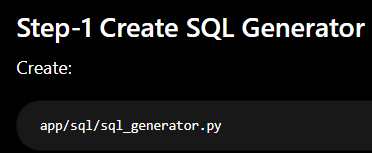 Step-1 Create SQL Generator
Create:
app/sql/sql_generator.py